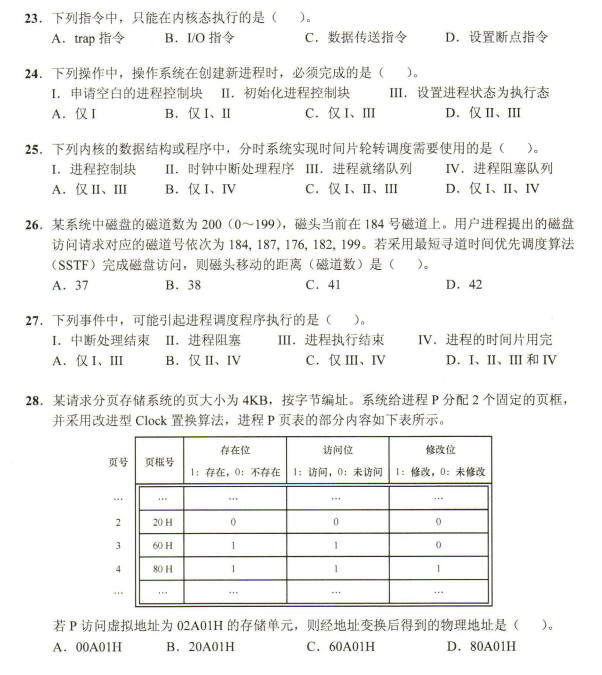 23．下列指令中，只能在内核态执行的是（　　）。
A．trap 指令　B．I/O 指令　C．数据传送指令　D．设置断点指令
24．下列操作中，操作系统在创建新进程时，必须完成的是（　　）。
I．申请空白的进程控制块　II．初始化进程控制块　III．设置进程状态为执行态
A．仅 I　B．仅 I、II　C．仅 I、III　D．仅 II、III
25．下列内核的数据结构或程序中，分时系统实现时间片轮转调度需要使用的是（　　）。
I．进程控制块　II．时钟中断处理程序　III．进程就绪队列　IV．进程阻塞队列
A．仅 II、III　B．仅 I、IV　C．仅 I、II、III　D．仅 I、II、IV
26．某系统中磁盘的磁道数为 200（0～199），磁头当前在 184 号磁道上。用户进程提出的磁盘
访问请求对应的磁道号依次为 184, 187, 176, 182, 199。若采用最短寻道时间优先调度算法
（SSTF）完成磁盘访问，则磁头移动的距离（磁道数）是（　　）。
A．37　B．38　C．41　D．42
27．下列事件中，可能引起进程调度程序执行的是（　　）。
I．中断处理结束　II．进程阻塞　III．进程执行结束　IV．进程的时间片用完
A．仅 I、III　B．仅 II、IV　C．仅 III、IV　D．I、II、III 和 IV
28．某请求分页存储系统的页大小为 4KB，按字节编址。系统给进程 P 分配 2 个固定的页框，
并采用改进型 Clock 置换算法，进程 P 页表的部分内容如下表所示。
页号　页框号　存在位　访问位　修改位
1：存在，0：不存在　1：访问，0：未访问　1：修改，0：未修改
…　…　…　…　…
2　20 H　0　0　0
3　60 H　1　1　0
4　80 H　1　1　1
…　…　…　…　…
若 P 访问虚拟地址为 02A01H 的存储单元，则经地址变换后得到的物理地址是（　　）。
A．00A01H　B．20A01H　C．60A01H　D．80A01H